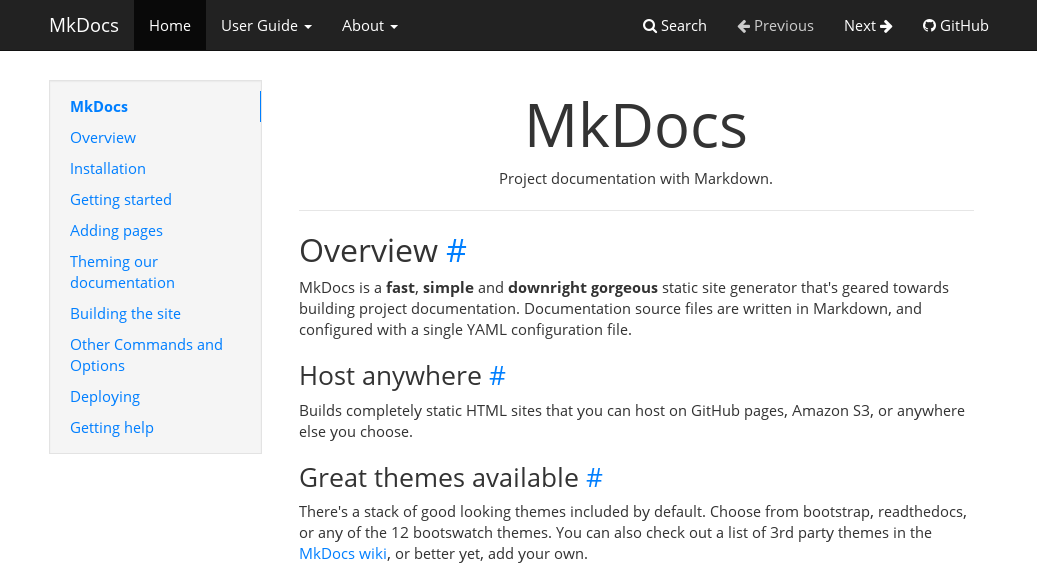 MkDocs Home User Guide About Search Previous Next GitHub
MkDocs
Overview
Installation
Getting started
Adding pages
Theming our
documentation
Building the site
Other Commands and
Options
Deploying
Getting help
MkDocs
Project documentation with Markdown.
Overview #
MkDocs is a fast, simple and downright gorgeous static site generator that's geared towards
building project documentation. Documentation source files are written in Markdown, and
configured with a single YAML configuration file.
Host anywhere #
Builds completely static HTML sites that you can host on GitHub pages, Amazon S3, or anywhere
else you choose.
Great themes available #
There's a stack of good looking themes included by default. Choose from bootstrap, readthedocs,
or any of the 12 bootswatch themes. You can also check out a list of 3rd party themes in the
MkDocs wiki, or better yet, add your own.